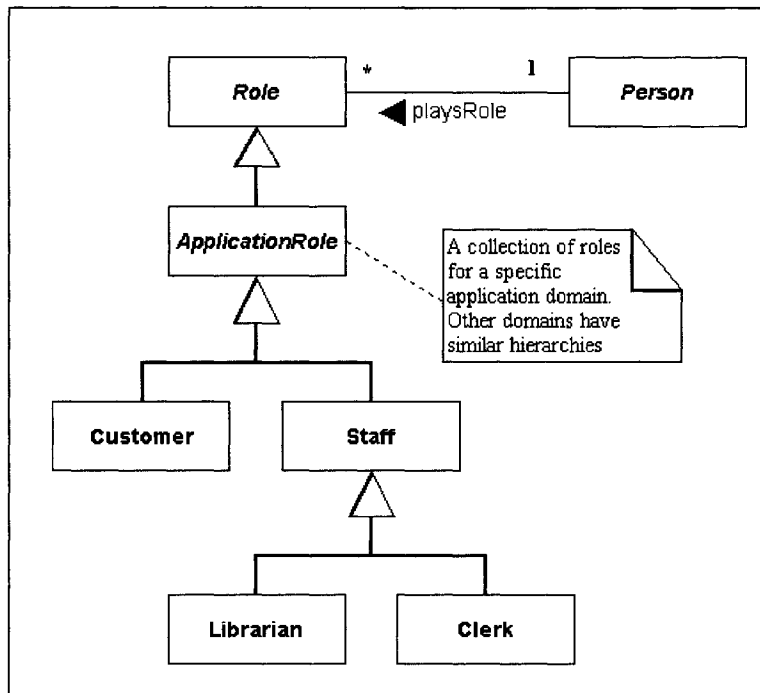 Role
*
1
Person
playsRole
ApplicationRole
A collection of roles
for a specific
application domain.
Other domains have
similar hierarchies
Customer
Staff
Librarian
Clerk